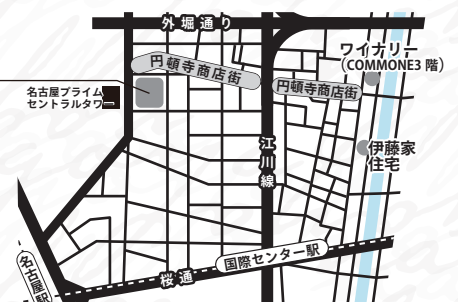 外堀通り
円頓寺商店街
ワイナリー
（COMMONE3 階）
円頓寺商店街
名古屋プライム
セントラルタワー
江川線
伊藤家
住宅
国際センター駅
桜通
名古屋駅